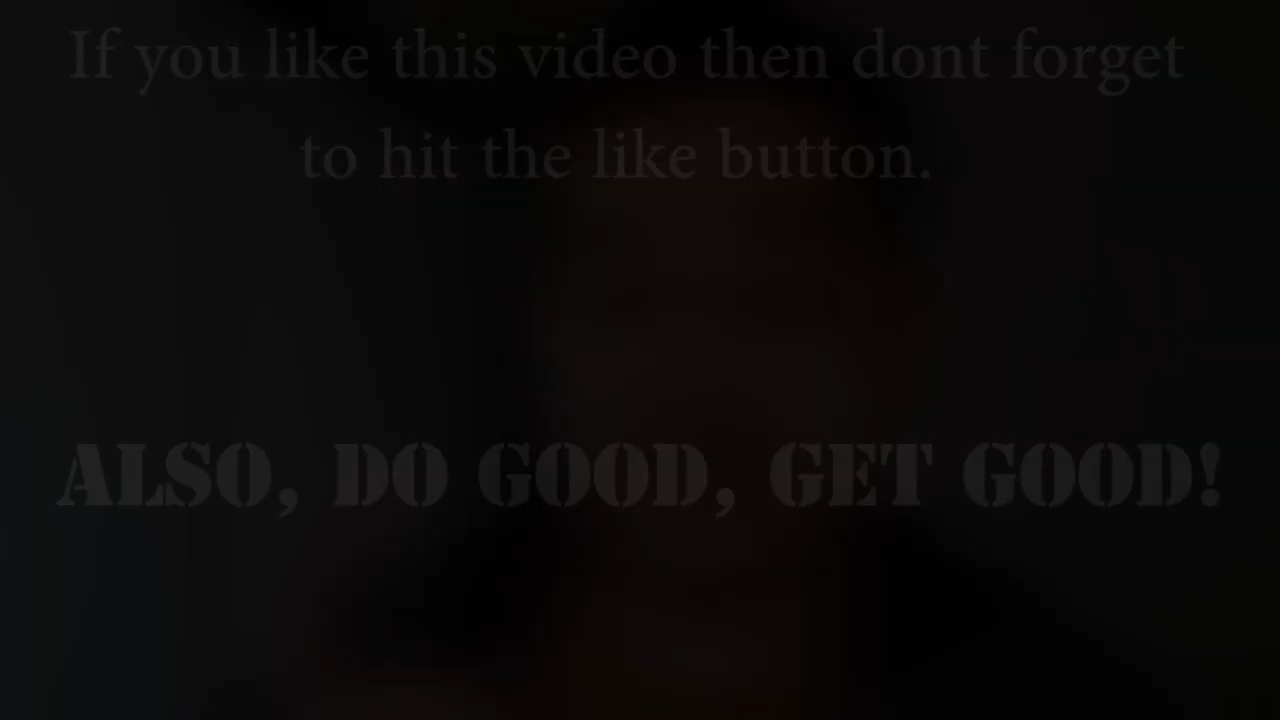 If you like this video then dont forget
to hit the like button.
ALSO, DO GOOD, GET GOOD!